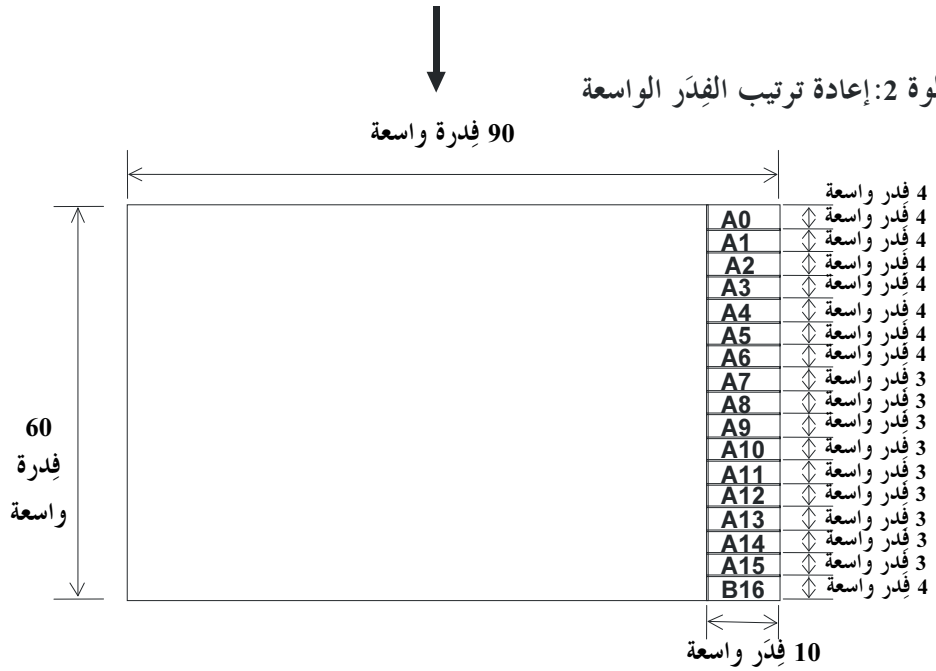 2: إعادة ترتيب الفِدَر الواسعة
90 فِدرة واسعة
4 فِدر واسعة
A0 4 فِدر واسعة
A1 4 فِدر واسعة
A2 4 فِدر واسعة
A3 4 فِدر واسعة
A4 4 فِدر واسعة
A5 4 فِدر واسعة
A6 4 فِدر واسعة
A7 3 فِدر واسعة
A8 3 فِدر واسعة
A9 3 فِدر واسعة
A10 3 فِدر واسعة
A11 3 فِدر واسعة
A12 3 فِدر واسعة
A13 3 فِدر واسعة
A14 3 فِدر واسعة
A15 3 فِدر واسعة
B16 4 فِدر واسعة
60
فِدرة
واسعة
10 فِدَر واسعة